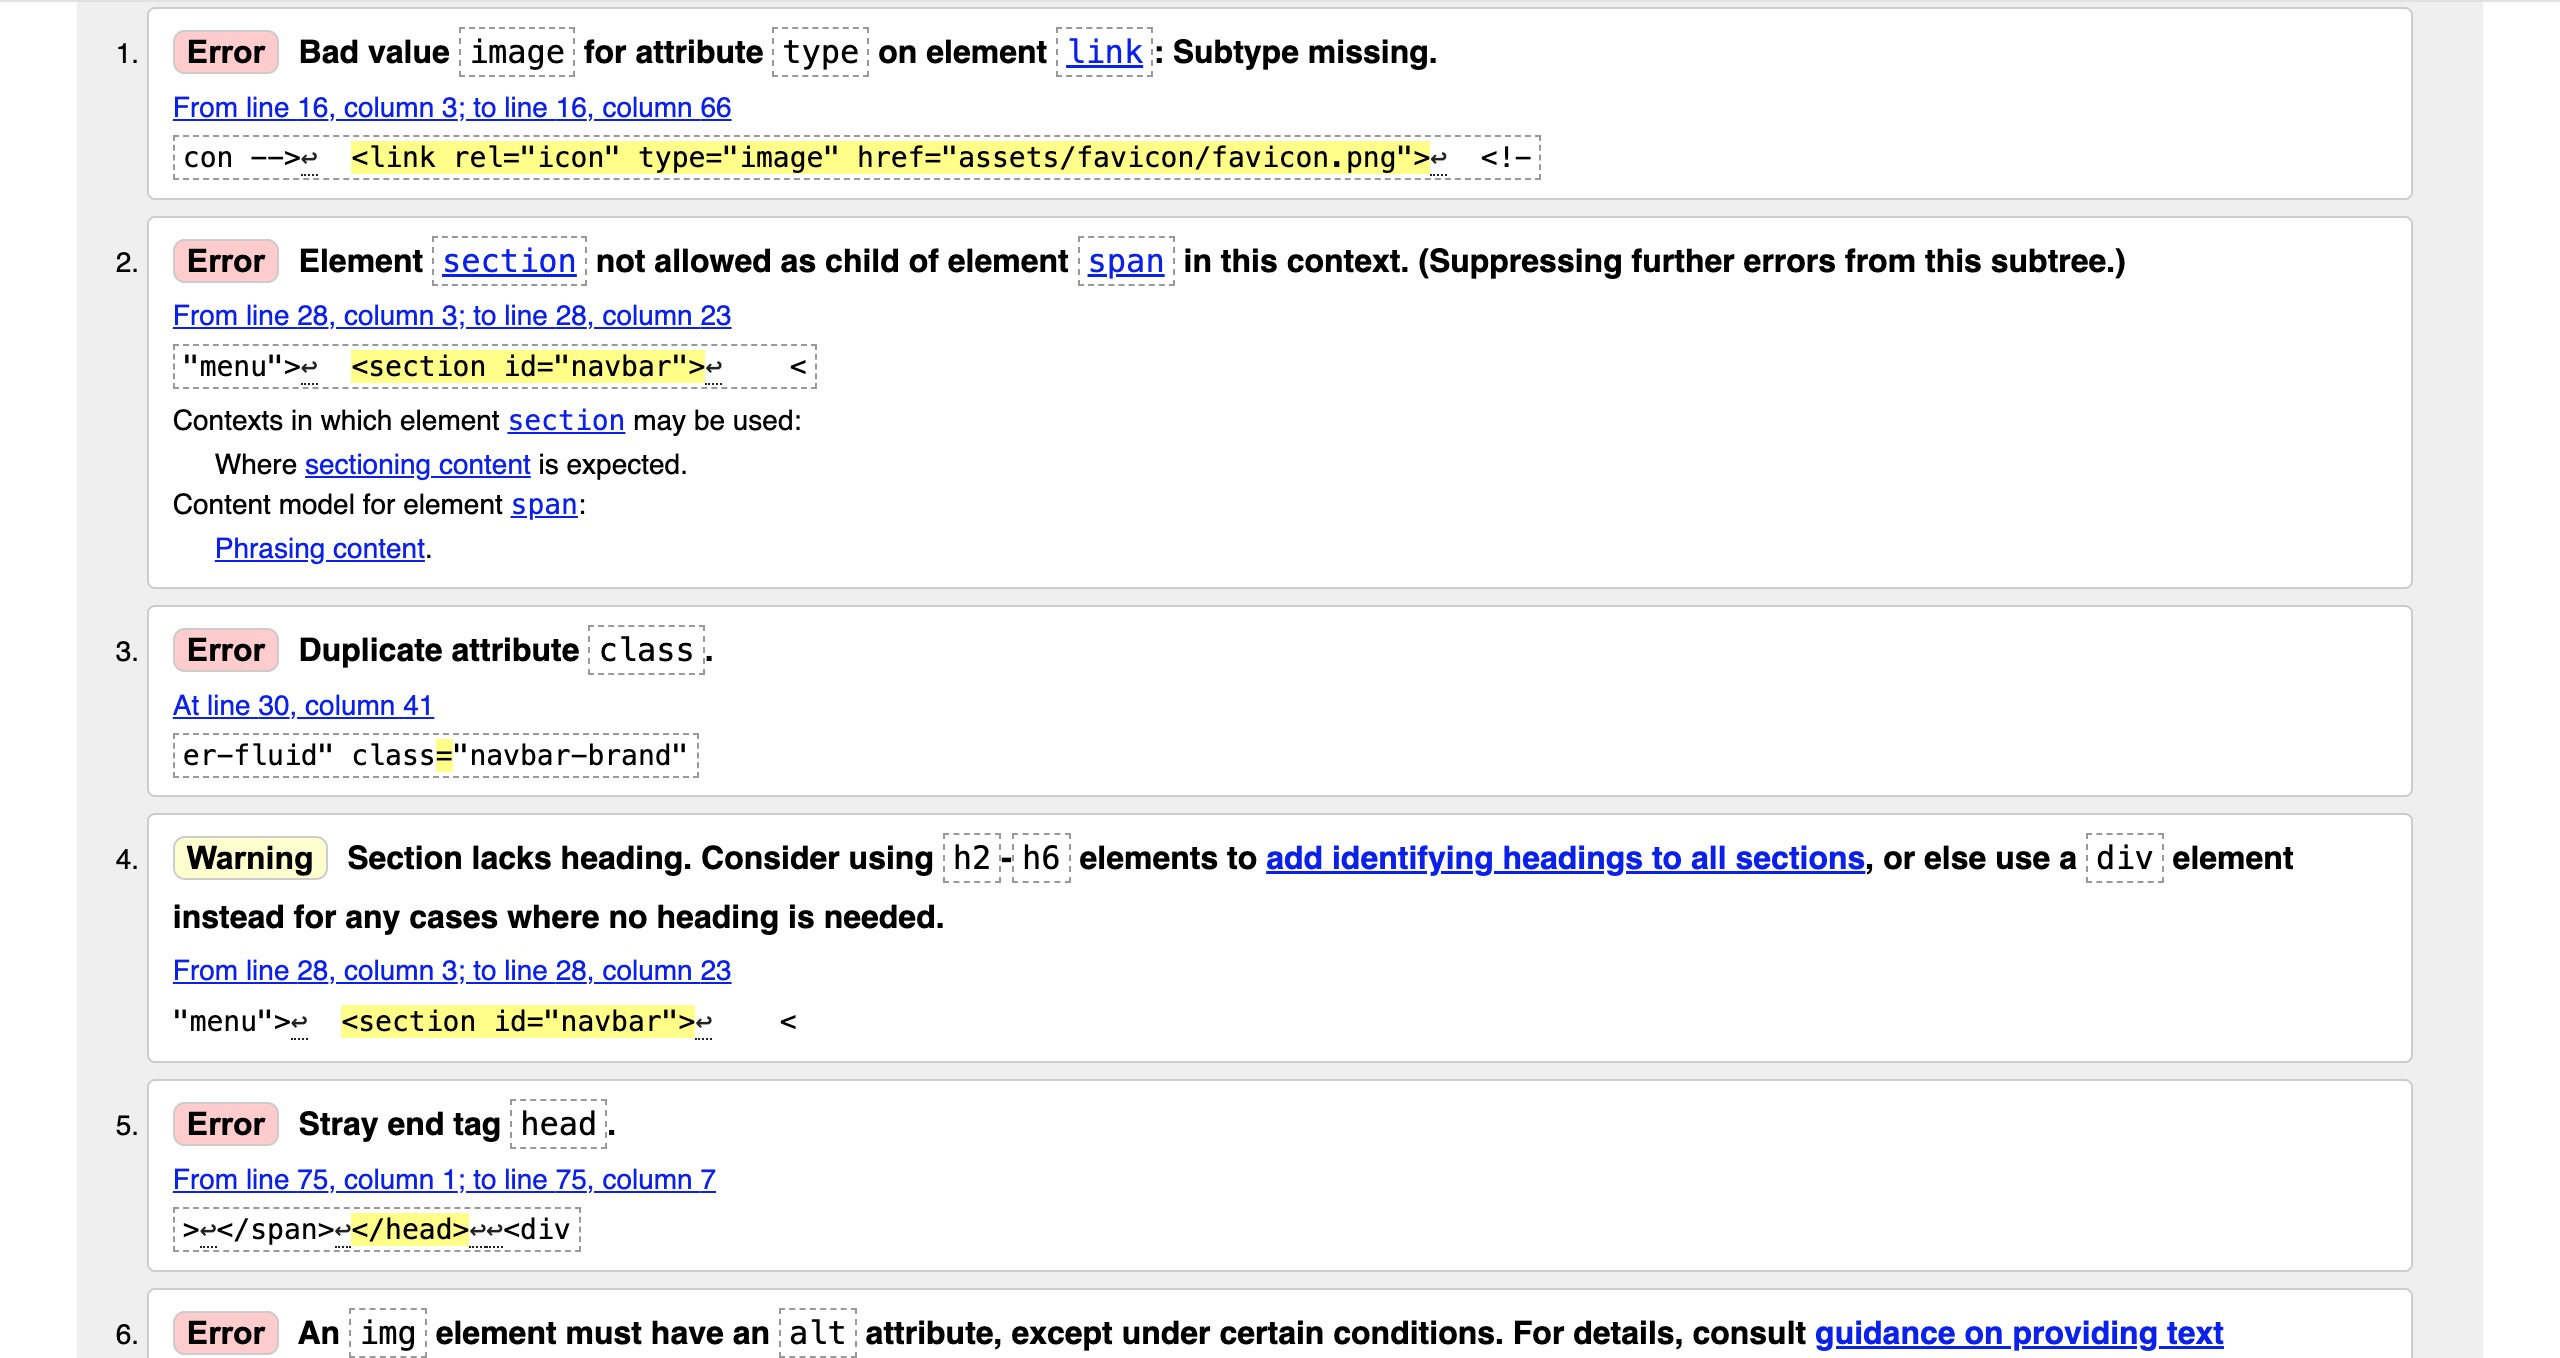 1. Error Bad value image for attribute type on element link: Subtype missing.
From line 16, column 3; to line 16, column 66
con -->↩  <link rel="icon" type="image" href="assets/favicon/favicon.png">↩  <!-
2. Error Element section not allowed as child of element span in this context. (Suppressing further errors from this subtree.)
From line 28, column 3; to line 28, column 23
"menu">↩  <section id="navbar">↩    <
Contexts in which element section may be used:
Where sectioning content is expected.
Content model for element span:
Phrasing content.
3. Error Duplicate attribute class.
At line 30, column 41
er-fluid" class="navbar-brand"
4. Warning Section lacks heading. Consider using h2-h6 elements to add identifying headings to all sections, or else use a div element
instead for any cases where no heading is needed.
From line 28, column 3; to line 28, column 23
"menu">↩  <section id="navbar">↩    <
5. Error Stray end tag head.
From line 75, column 1; to line 75, column 7
>↩</span>↩</head>↩↩<div
6. Error An img element must have an alt attribute, except under certain conditions. For details, consult guidance on providing text